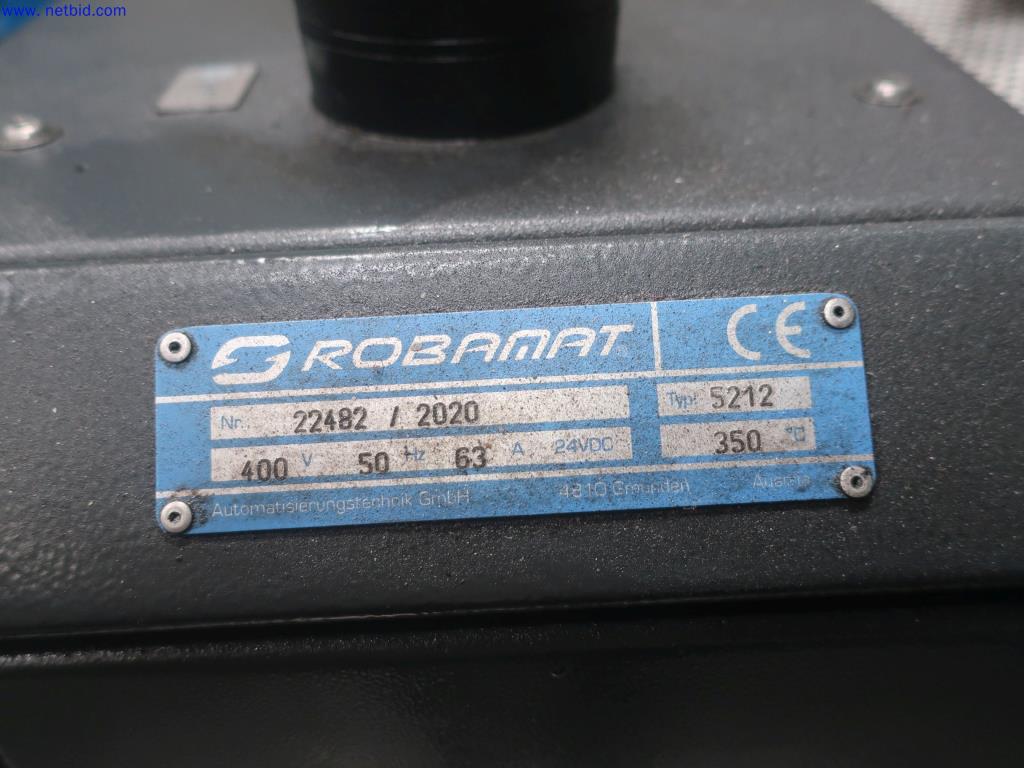 www.netbid.com
ROBAMAT CE
Nr. 22482 / 2020 Typ: 5212
400 V 50 Hz 63 A 24VDC 350 °C
Automatisierungstechnik GmbH 4810 Gmunden Austria